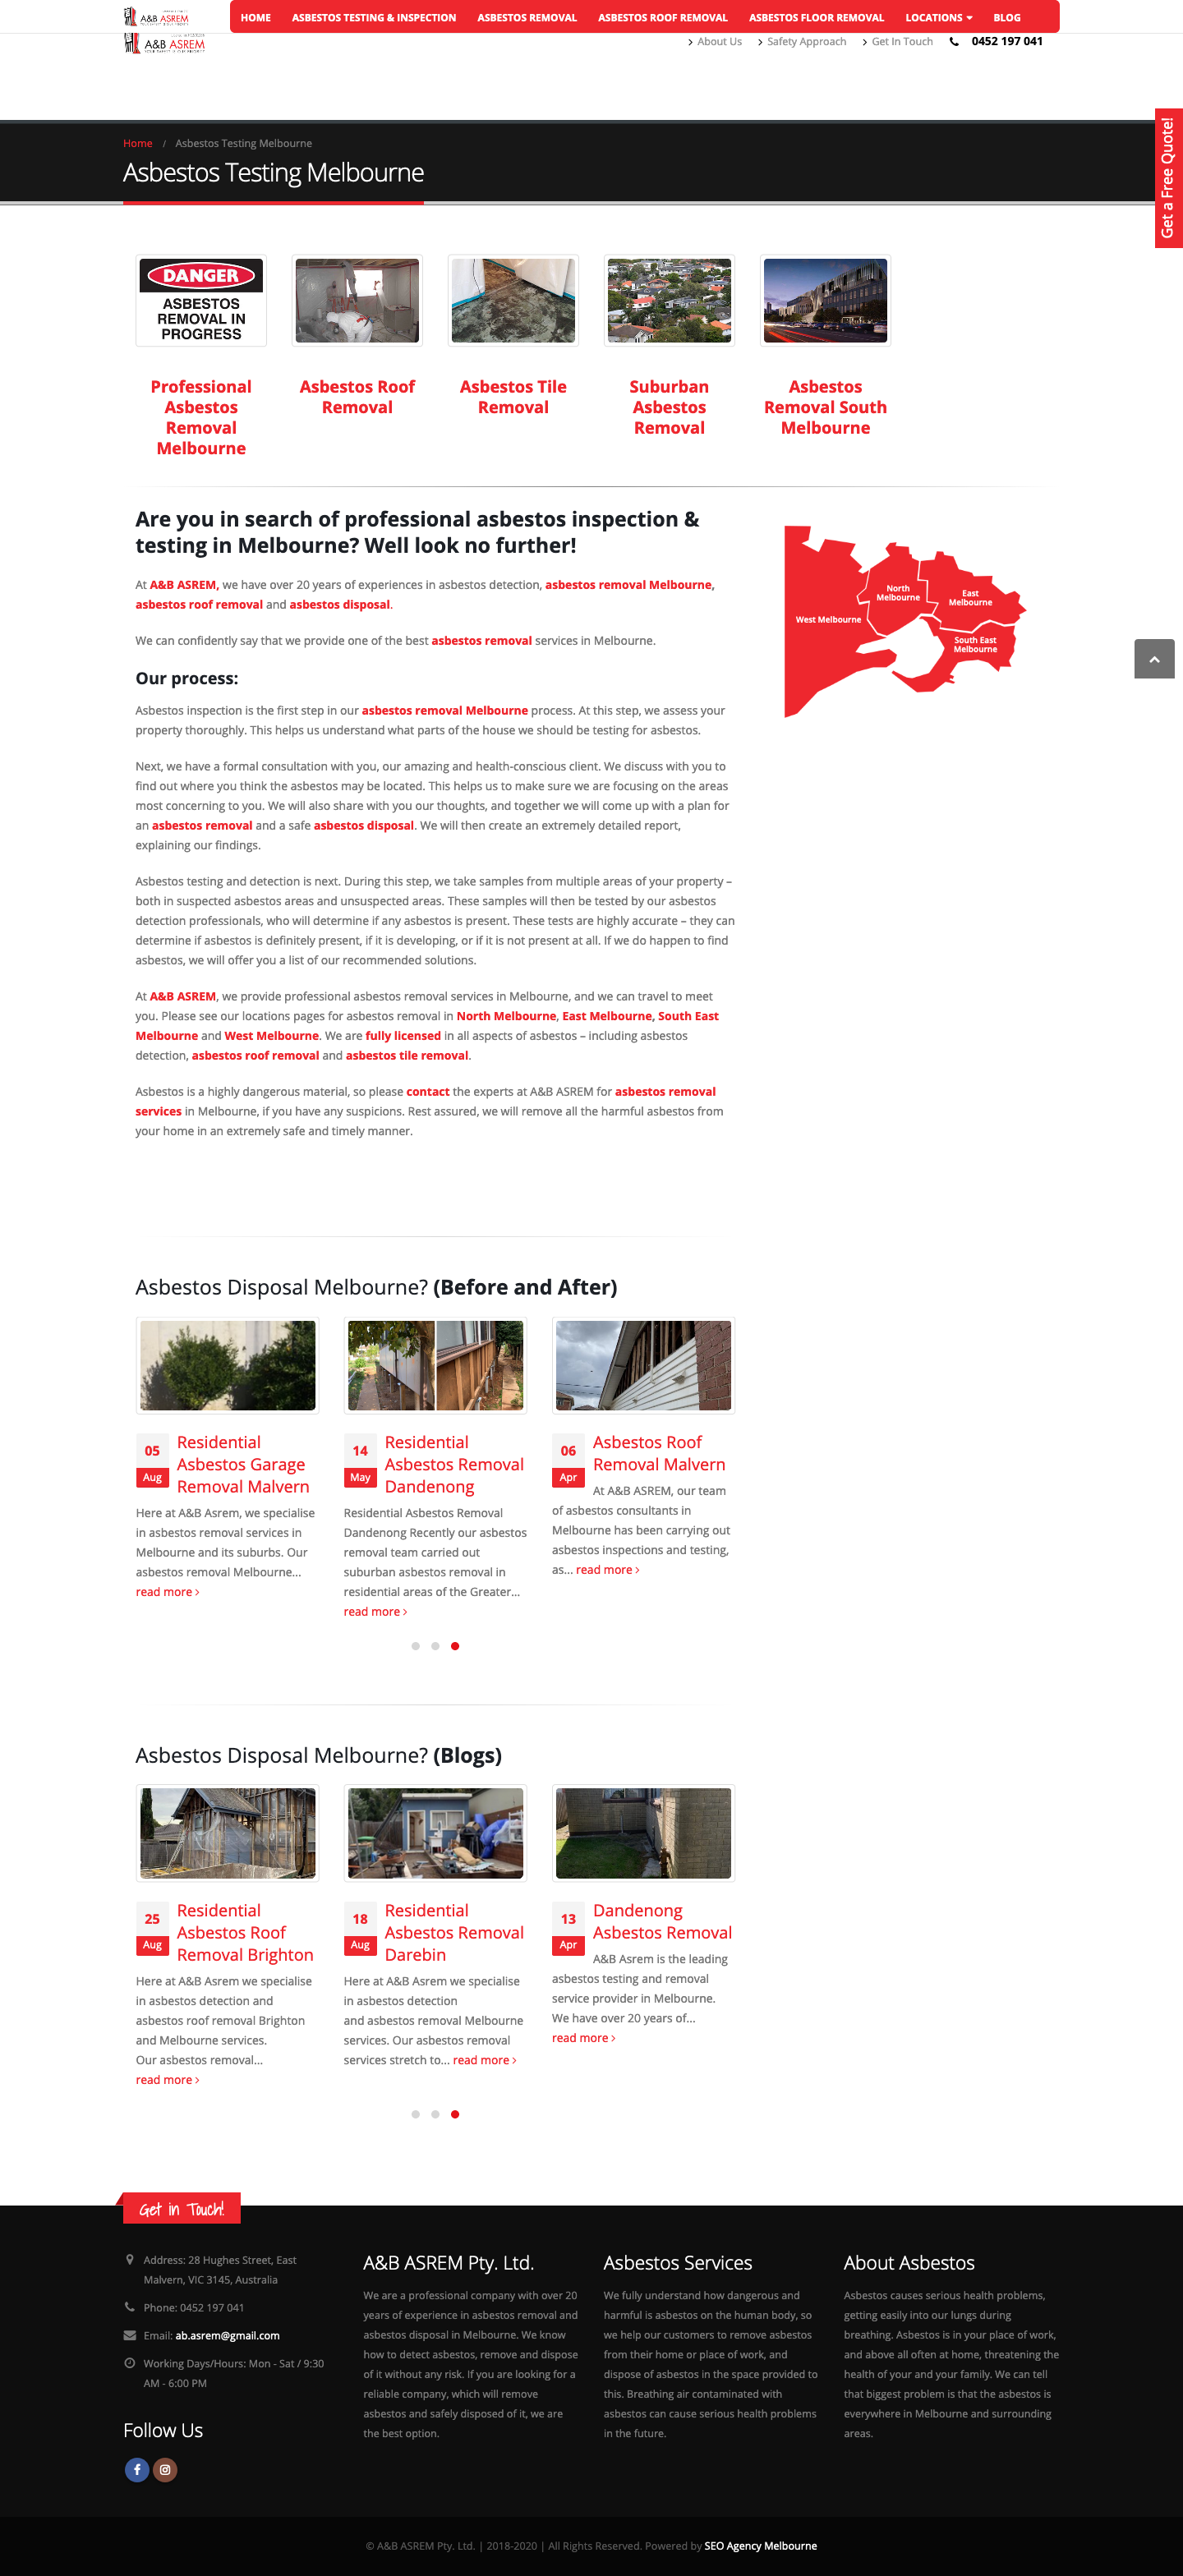 A&B ASREM
HOME ASBESTOS TESTING & INSPECTION ASBESTOS REMOVAL ASBESTOS ROOF REMOVAL ASBESTOS FLOOR REMOVAL LOCATIONS BLOG
A&B ASREM
About Us Safety Approach Get In Touch 0452 197 041
Get a Free Quote!
Home / Asbestos Testing Melbourne
Asbestos Testing Melbourne
DANGER
ASBESTOS
REMOVAL IN
PROGRESS
Professional
Asbestos
Removal
Melbourne
Asbestos Roof
Removal
Asbestos Tile
Removal
Suburban
Asbestos
Removal
Asbestos
Removal South
Melbourne
Are you in search of professional asbestos inspection &
testing in Melbourne? Well look no further!
At A&B ASREM, we have over 20 years of experiences in asbestos detection, asbestos removal Melbourne,
asbestos roof removal and asbestos disposal.
We can confidently say that we provide one of the best asbestos removal services in Melbourne.
North
Melbourne
East
Melbourne
West Melbourne
South East
Melbourne
Our process:
Asbestos inspection is the first step in our asbestos removal Melbourne process. At this step, we assess your
property thoroughly. This helps us understand what parts of the house we should be testing for asbestos.
Next, we have a formal consultation with you, our amazing and health-conscious client. We discuss with you to
find out where you think the asbestos may be located. This helps us to make sure we are focusing on the areas
most concerning to you. We will also share with you our thoughts, and together we will come up with a plan for
an asbestos removal and a safe asbestos disposal. We will then create an extremely detailed report,
explaining our findings.
Asbestos testing and detection is next. During this step, we take samples from multiple areas of your property –
both in suspected asbestos areas and unsuspected areas. These samples will then be tested by our asbestos
detection professionals, who will determine if any asbestos is present. These tests are highly accurate – they can
determine if asbestos is definitely present, if it is developing, or if it is not present at all. If we do happen to find
asbestos, we will offer you a list of our recommended solutions.
At A&B ASREM, we provide professional asbestos removal services in Melbourne, and we can travel to meet
you. Please see our locations pages for asbestos removal in North Melbourne, East Melbourne, South East
Melbourne and West Melbourne. We are fully licensed in all aspects of asbestos – including asbestos
detection, asbestos roof removal and asbestos tile removal.
Asbestos is a highly dangerous material, so please contact the experts at A&B ASREM for asbestos removal
services in Melbourne, if you have any suspicions. Rest assured, we will remove all the harmful asbestos from
your home in an extremely safe and timely manner.
Asbestos Disposal Melbourne? (Before and After)
05
Aug
Residential
Asbestos Garage
Removal Malvern
Here at A&B Asrem, we specialise
in asbestos removal services in
Melbourne and its suburbs. Our
asbestos removal Melbourne...
read more
14
May
Residential
Asbestos Removal
Dandenong
Residential Asbestos Removal
Dandenong Recently our asbestos
removal team carried out
suburban asbestos removal in
residential areas of the Greater...
read more
06
Apr
Asbestos Roof
Removal Malvern
At A&B ASREM, our team
of asbestos consultants in
Melbourne has been carrying out
asbestos inspections and testing,
as... read more
Asbestos Disposal Melbourne? (Blogs)
25
Aug
Residential
Asbestos Roof
Removal Brighton
Here at A&B Asrem we specialise
in asbestos detection and
asbestos roof removal Brighton
and Melbourne services.
Our asbestos removal...
read more
18
Aug
Residential
Asbestos Removal
Darebin
Here at A&B Asrem we specialise
in asbestos detection
and asbestos removal Melbourne
services. Our asbestos removal
services stretch to... read more
13
Apr
Dandenong
Asbestos Removal
A&B Asrem is the leading
asbestos testing and removal
service provider in Melbourne.
We have over 20 years of...
read more
Get in Touch!
Address: 28 Hughes Street, East
Malvern, VIC 3145, Australia
Phone: 0452 197 041
Email: ab.asrem@gmail.com
Working Days/Hours: Mon - Sat / 9:30
AM - 6:00 PM
Follow Us
A&B ASREM Pty. Ltd.
We are a professional company with over 20
years of experience in asbestos removal and
asbestos disposal in Melbourne. We know
how to detect asbestos, remove and dispose
of it without any risk. If you are looking for a
reliable company, which will remove
asbestos and safely disposed of it, we are
the best option.
Asbestos Services
We fully understand how dangerous and
harmful is asbestos on the human body, so
we help our customers to remove asbestos
from their home or place of work, and
dispose of asbestos in the space provided to
this. Breathing air contaminated with
asbestos can cause serious health problems
in the future.
About Asbestos
Asbestos causes serious health problems,
getting easily into our lungs during
breathing. Asbestos is in your place of work,
and above all often at home, threatening the
health of your and your family. We can tell
that biggest problem is that the asbestos is
everywhere in Melbourne and surrounding
areas.
© A&B ASREM Pty. Ltd. | 2018-2020 | All Rights Reserved. Powered by SEO Agency Melbourne